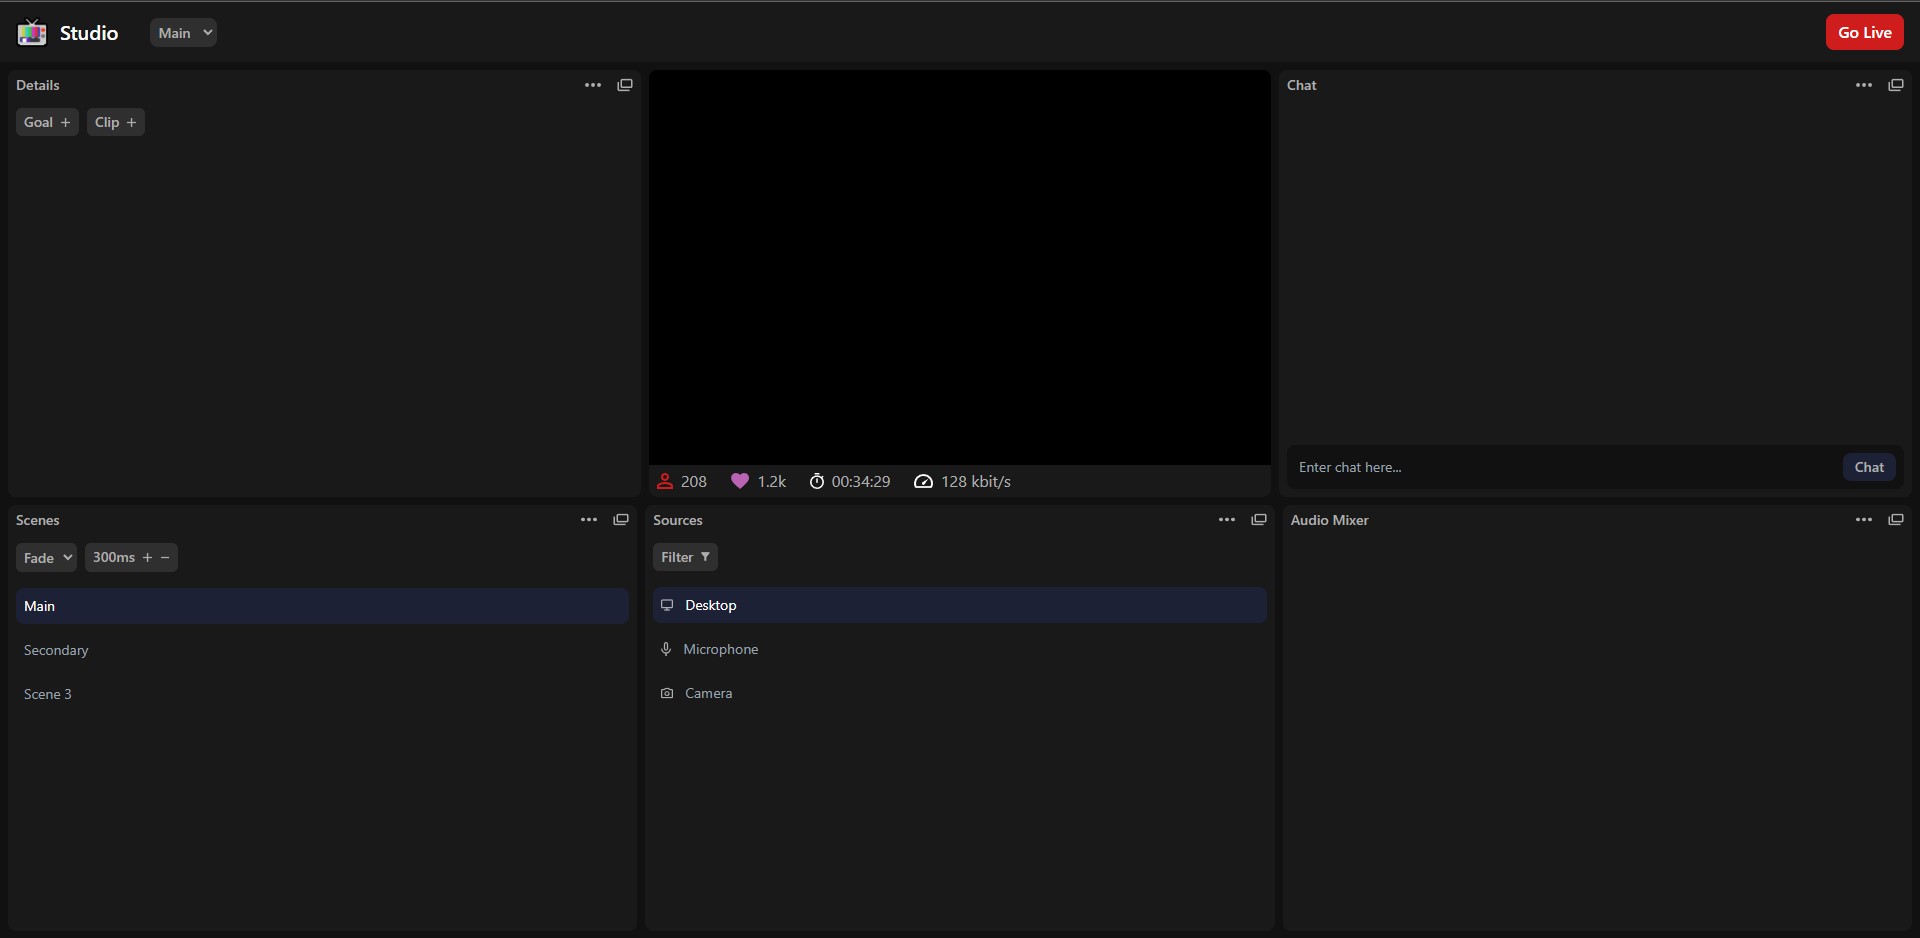 Studio
Main
Go Live
Details
Goal +
Clip +
Chat
Enter chat here...
Chat
208
1.2k
00:34:29
128 kbit/s
Scenes
Fade
300ms + −
Main
Secondary
Scene 3
Sources
Filter
Desktop
Microphone
Camera
Audio Mixer